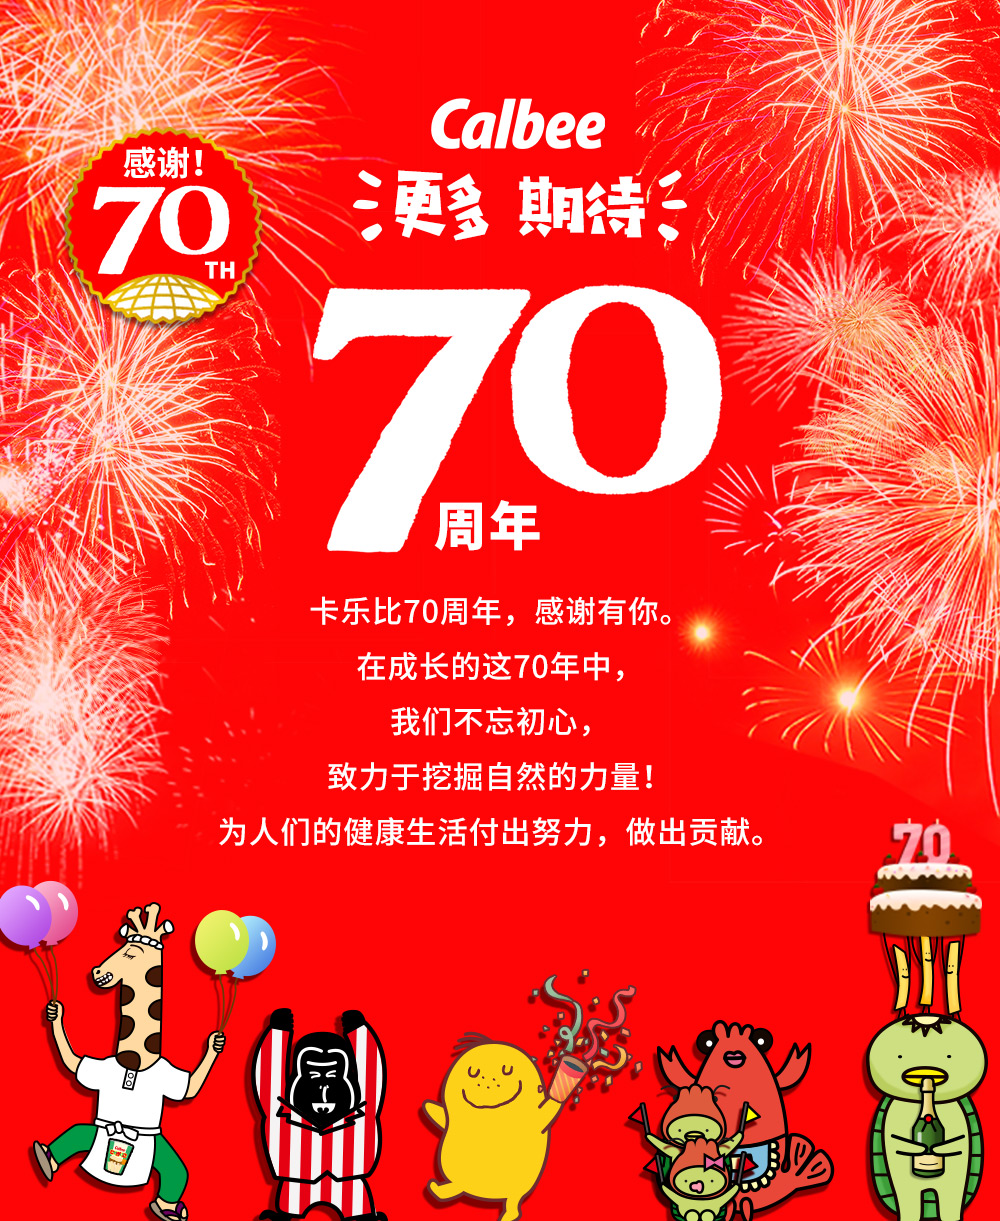 Calbee
感谢!
70
TH
更多 期待
70
周年
卡乐比70周年，感谢有你。
在成长的这70年中，
我们不忘初心，
致力于挖掘自然的力量！
为人们的健康生活付出努力，做出贡献。
70